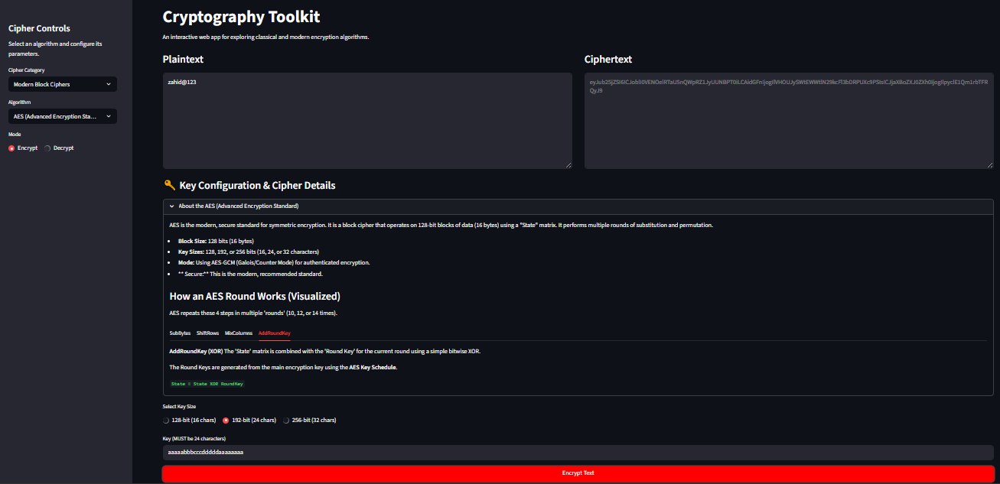 Cryptography Toolkit
An interactive web app for exploring classical and modern encryption algorithms.
Cipher Controls
Select an algorithm and configure its
parameters.
Cipher Category
Modern Block Ciphers
Algorithm
AES (Advanced Encryption Sta...
Mode
Encrypt Decrypt
Plaintext
zahid@123
Ciphertext
Key Configuration & Cipher Details
About the AES (Advanced Encryption Standard)
AES is the modern, secure standard for symmetric encryption. It is a block cipher that operates on 128-bit blocks of data (16 bytes) using a "State" matrix. It performs multiple rounds of substitution and permutation.
Block Size: 128 bits (16 bytes)
Key Sizes: 128, 192, or 256 bits (16, 24, or 32 characters)
Mode: Using AES-GCM (Galois/Counter Mode) for authenticated encryption.
** Secure:** This is the modern, recommended standard.
How an AES Round Works (Visualized)
AES repeats these 4 steps in multiple 'rounds' (10, 12, or 14 times).
SubBytes ShiftRows MixColumns AddRoundKey
AddRoundKey (XOR) The 'State' matrix is combined with the 'Round Key' for the current round using a simple bitwise XOR.
The Round Keys are generated from the main encryption key using the AES Key Schedule.
State = State XOR RoundKey
Select Key Size
128-bit (16 chars) 192-bit (24 chars) 256-bit (32 chars)
Key (MUST be 24 characters)
aaaaabbbcccdddddaaaaaaaa
Encrypt Text